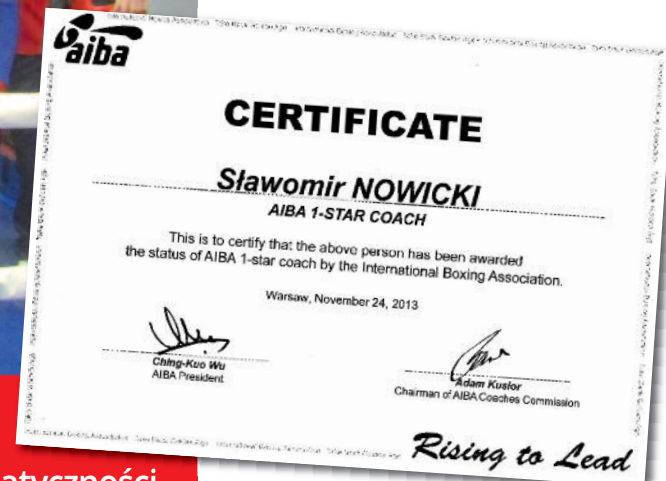 aiba
CERTIFICATE
Sławomir NOWICKI
AIBA 1-STAR COACH
This is to certify that the above person has been awarded
the status of AIBA 1-star coach by the International Boxing Association.
Warsaw, November 24, 2013
Ching-Kuo Wu
AIBA President
Adam Kusior
Chairman of AIBA Coaches Commission
Rising to Lead